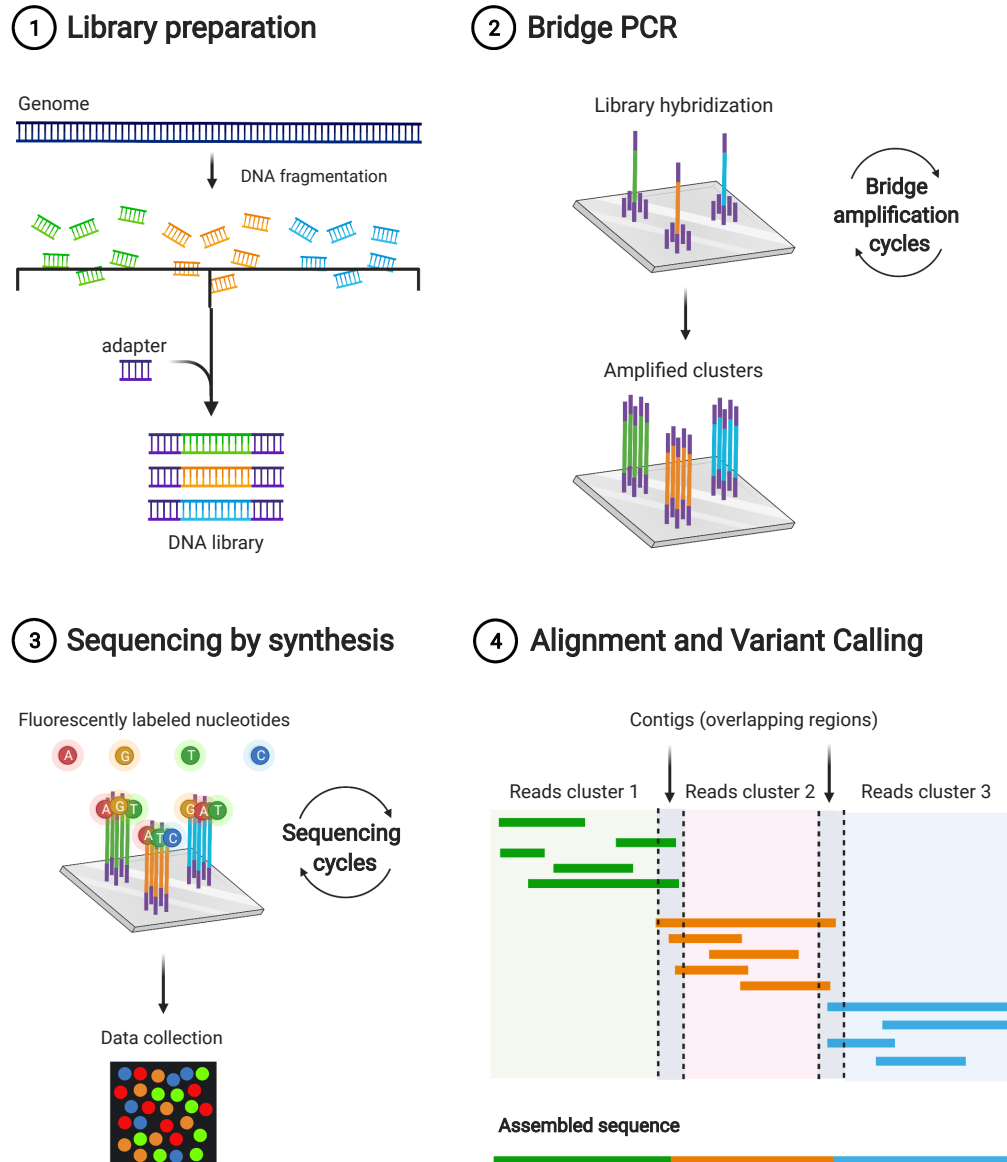 1 Library preparation
Genome
DNA fragmentation
adapter
DNA library
2 Bridge PCR
Library hybridization
Bridge
amplification
cycles
Amplified clusters
3 Sequencing by synthesis
Fluorescently labeled nucleotides
A G T C
A G T
G A T
A T C
Sequencing
cycles
Data collection
4 Alignment and Variant Calling
Contigs (overlapping regions)
Reads cluster 1 Reads cluster 2 Reads cluster 3
Assembled sequence